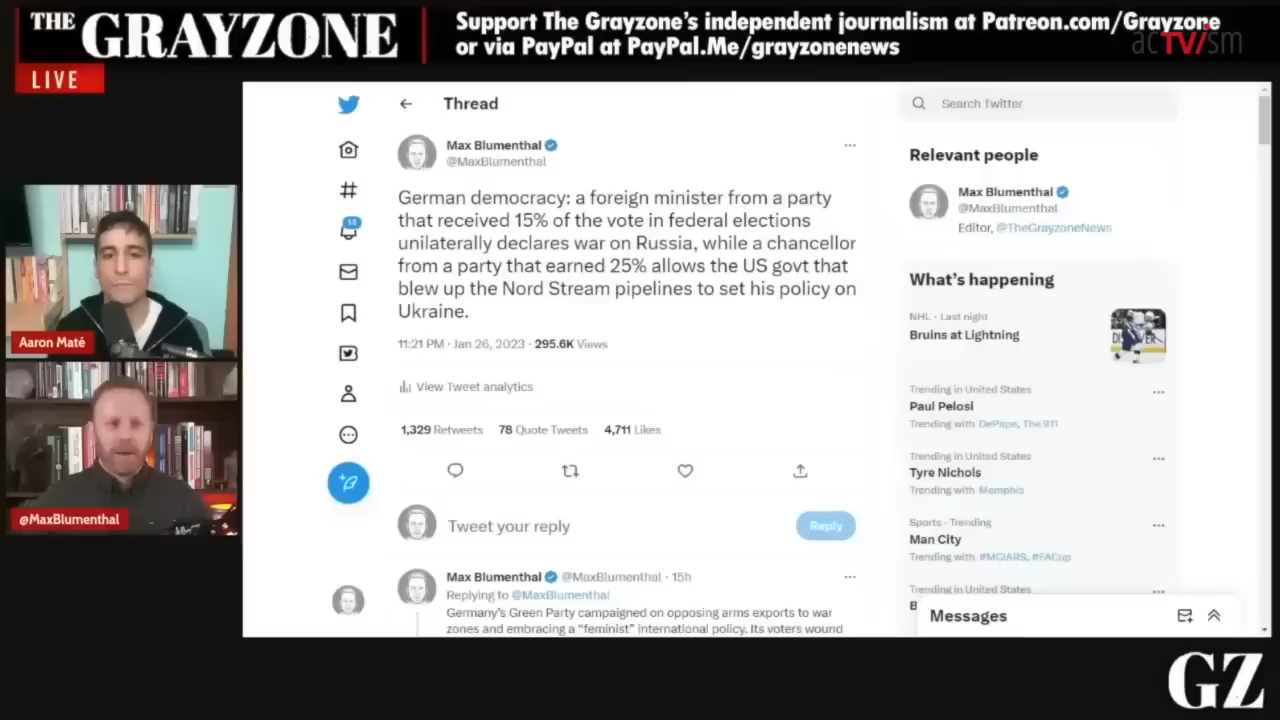 THE GRAYZONE
LIVE
Support The Grayzone's independent journalism at Patreon.com/Grayzone
or via PayPal at PayPal.Me/grayzonenews
acTVism
Aaron Maté
@MaxBlumenthal
Thread
Max Blumenthal
@MaxBlumenthal
German democracy: a foreign minister from a party
that received 15% of the vote in federal elections
unilaterally declares war on Russia, while a chancellor
from a party that earned 25% allows the US govt that
blew up the Nord Stream pipelines to set his policy on
Ukraine.
11:21 PM · Jan 26, 2023 · 295.6K Views
View Tweet analytics
1,329 Retweets 78 Quote Tweets 4,711 Likes
Tweet your reply
Reply
Max Blumenthal @MaxBlumenthal · 15h
Replying to @MaxBlumenthal
Germany's Green Party campaigned on opposing arms exports to war
zones and embracing a “feminist” international policy. Its voters wound
Search Twitter
Relevant people
Max Blumenthal
@MaxBlumenthal
Editor, @TheGrayzoneNews
What's happening
NHL · Last night
Bruins at Lightning
Trending in United States
Paul Pelosi
Trending with DePape, The 911
Trending in United States
Tyre Nichols
Trending with Memphis
Sports · Trending
Man City
Trending with #MCIARS, #FACup
Trending in United States
Messages
GZ